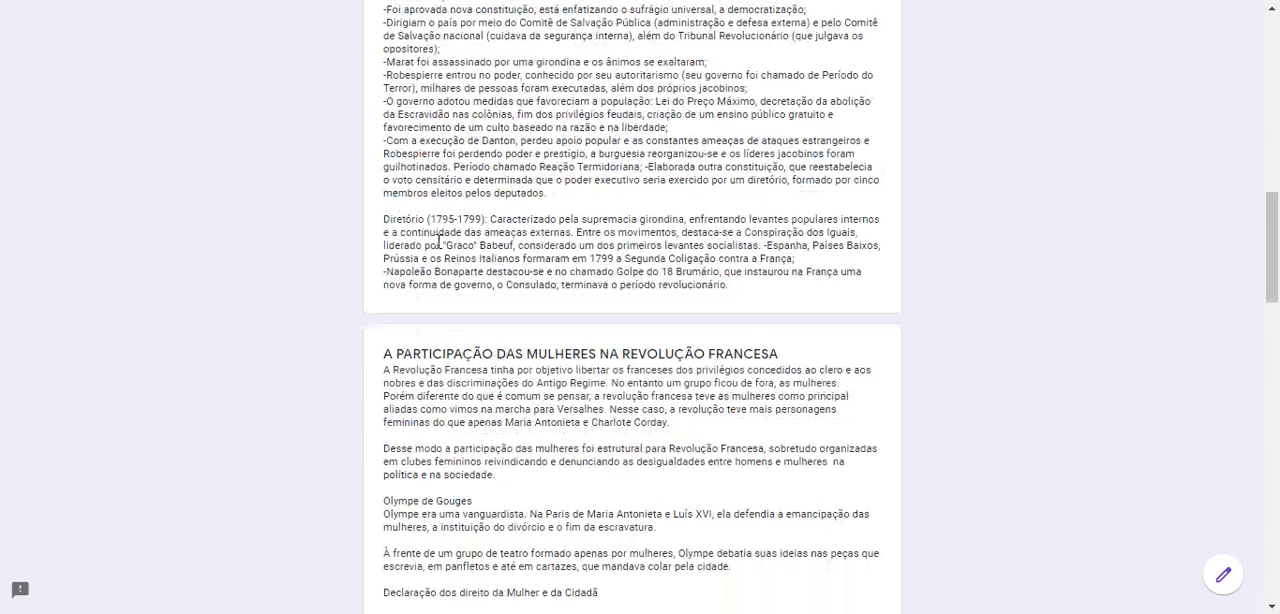 -Foi aprovada nova constituição, está enfatizando o sufrágio universal, a democratização;
-Dirigiam o país por meio do Comitê de Salvação Pública (administração e defesa externa) e pelo Comitê
de Salvação nacional (cuidava da segurança interna), além do Tribunal Revolucionário (que julgava os
opositores);
-Marat foi assassinado por uma girondina e os ânimos se exaltaram;
-Robespierre entrou no poder, conhecido por seu autoritarismo (seu governo foi chamado de Período do
Terror), milhares de pessoas foram executadas, além dos próprios jacobinos;
-O governo adotou medidas que favoreciam a população: Lei do Preço Máximo, decretação da abolição
da Escravidão nas colônias, fim dos privilégios feudais, criação de um ensino público gratuito e
favorecimento de um culto baseado na razão e na liberdade;
-Com a execução de Danton, perdeu apoio popular e as constantes ameaças de ataques estrangeiros e
Robespierre foi perdendo poder e prestígio, a burguesia reorganizou-se e os líderes jacobinos foram
guilhotinados. Período chamado Reação Termidoriana; -Elaborada outra constituição, que reestabelecia
o voto censitário e determinada que o poder executivo seria exercido por um diretório, formado por cinco
membros eleitos pelos deputados.
Diretório (1795-1799): Caracterizado pela supremacia girondina, enfrentando levantes populares internos
e a continuidade das ameaças externas. Entre os movimentos, destaca-se a Conspiração dos Iguais,
liderado por "Graco" Babeuf, considerado um dos primeiros levantes socialistas. -Espanha, Países Baixos,
Prússia e os Reinos Italianos formaram em 1799 a Segunda Coligação contra a França;
-Napoleão Bonaparte destacou-se e no chamado Golpe do 18 Brumário, que instaurou na França uma
nova forma de governo, o Consulado, terminava o período revolucionário.
A PARTICIPAÇÃO DAS MULHERES NA REVOLUÇÃO FRANCESA
A Revolução Francesa tinha por objetivo libertar os franceses dos privilégios concedidos ao clero e aos
nobres e das discriminações do Antigo Regime. No entanto um grupo ficou de fora, as mulheres.
Porém diferente do que é comum se pensar, a revolução francesa teve as mulheres como principal
aliadas como vimos na marcha para Versalhes. Nesse caso, a revolução teve mais personagens
femininas do que apenas Maria Antonieta e Charlote Corday.
Desse modo a participação das mulheres foi estrutural para Revolução Francesa, sobretudo organizadas
em clubes femininos reivindicando e denunciando as desigualdades entre homens e mulheres na
política e na sociedade.
Olympe de Gouges
Olympe era uma vanguardista. Na Paris de Maria Antonieta e Luís XVI, ela defendia a emancipação das
mulheres, a instituição do divórcio e o fim da escravatura.
À frente de um grupo de teatro formado apenas por mulheres, Olympe debatia suas ideias nas peças que
escrevia, em panfletos e até em cartazes, que mandava colar pela cidade.
Declaração dos direito da Mulher e da Cidadã